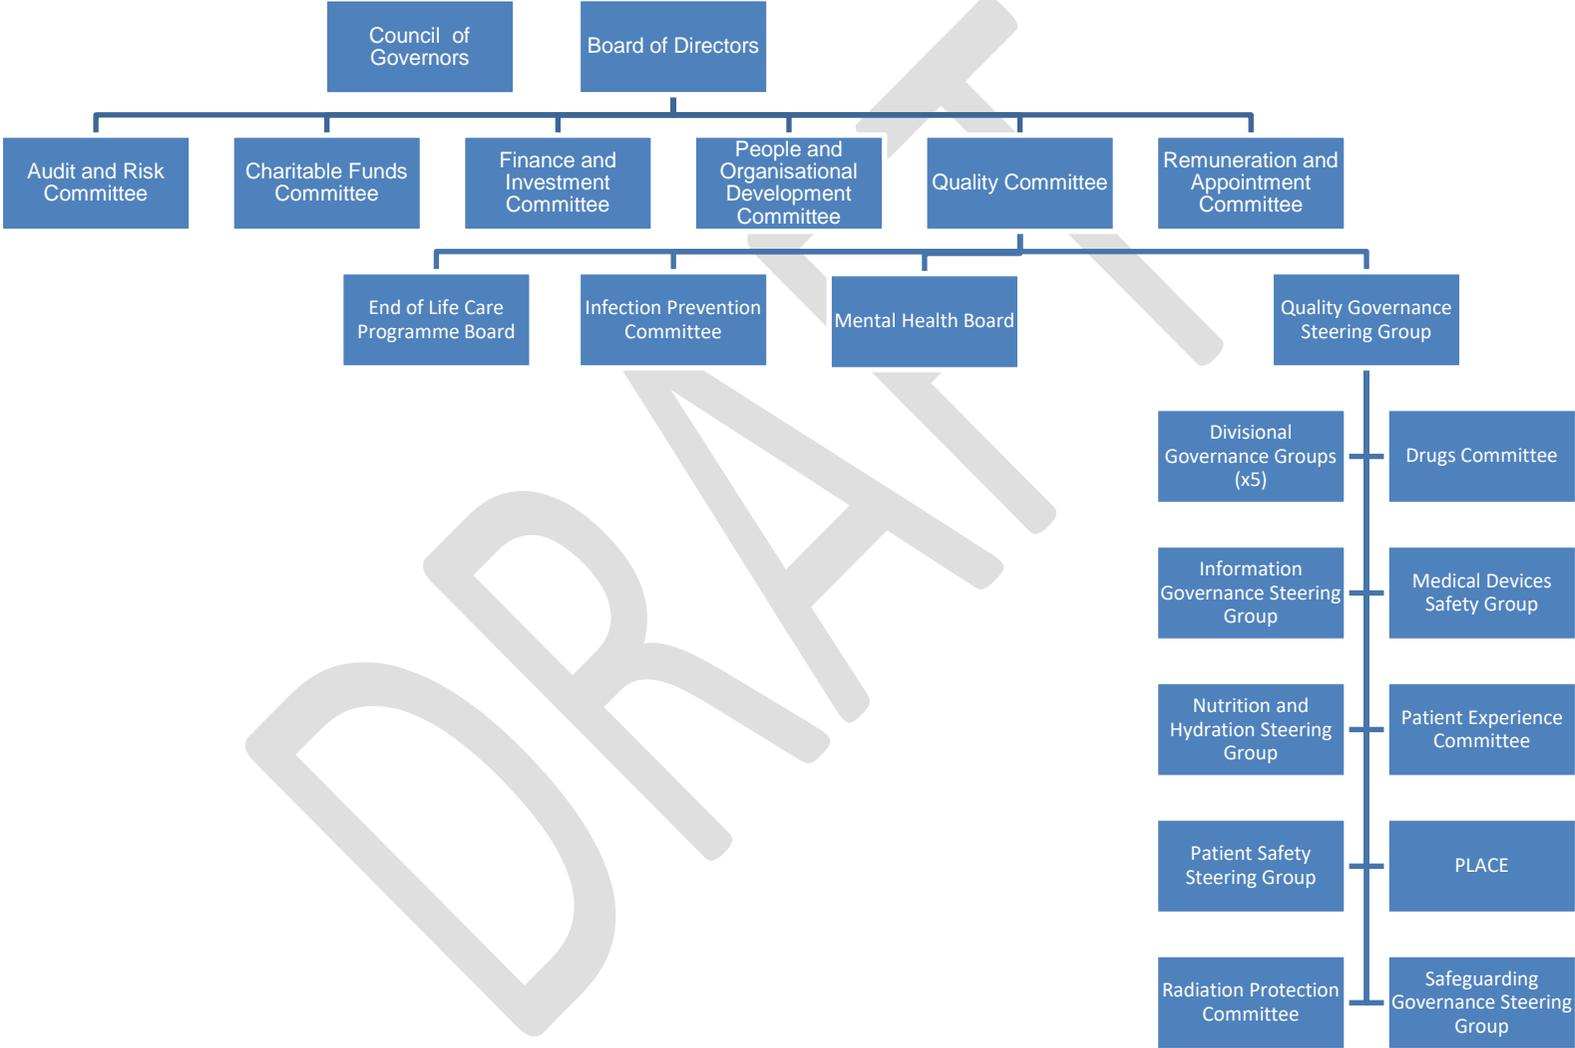 Council of
Governors
Board of Directors
Audit and Risk
Committee
Charitable Funds
Committee
Finance and
Investment
Committee
People and
Organisational
Development
Committee
Quality Committee
Remuneration and
Appointment
Committee
End of Life Care
Programme Board
Infection Prevention
Committee
Mental Health Board
Quality Governance
Steering Group
Divisional
Governance Groups
(x5)
Drugs Committee
Information
Governance Steering
Group
Medical Devices
Safety Group
Nutrition and
Hydration Steering
Group
Patient Experience
Committee
Patient Safety
Steering Group
PLACE
Radiation Protection
Committee
Safeguarding
Governance Steering
Group
DRAFT